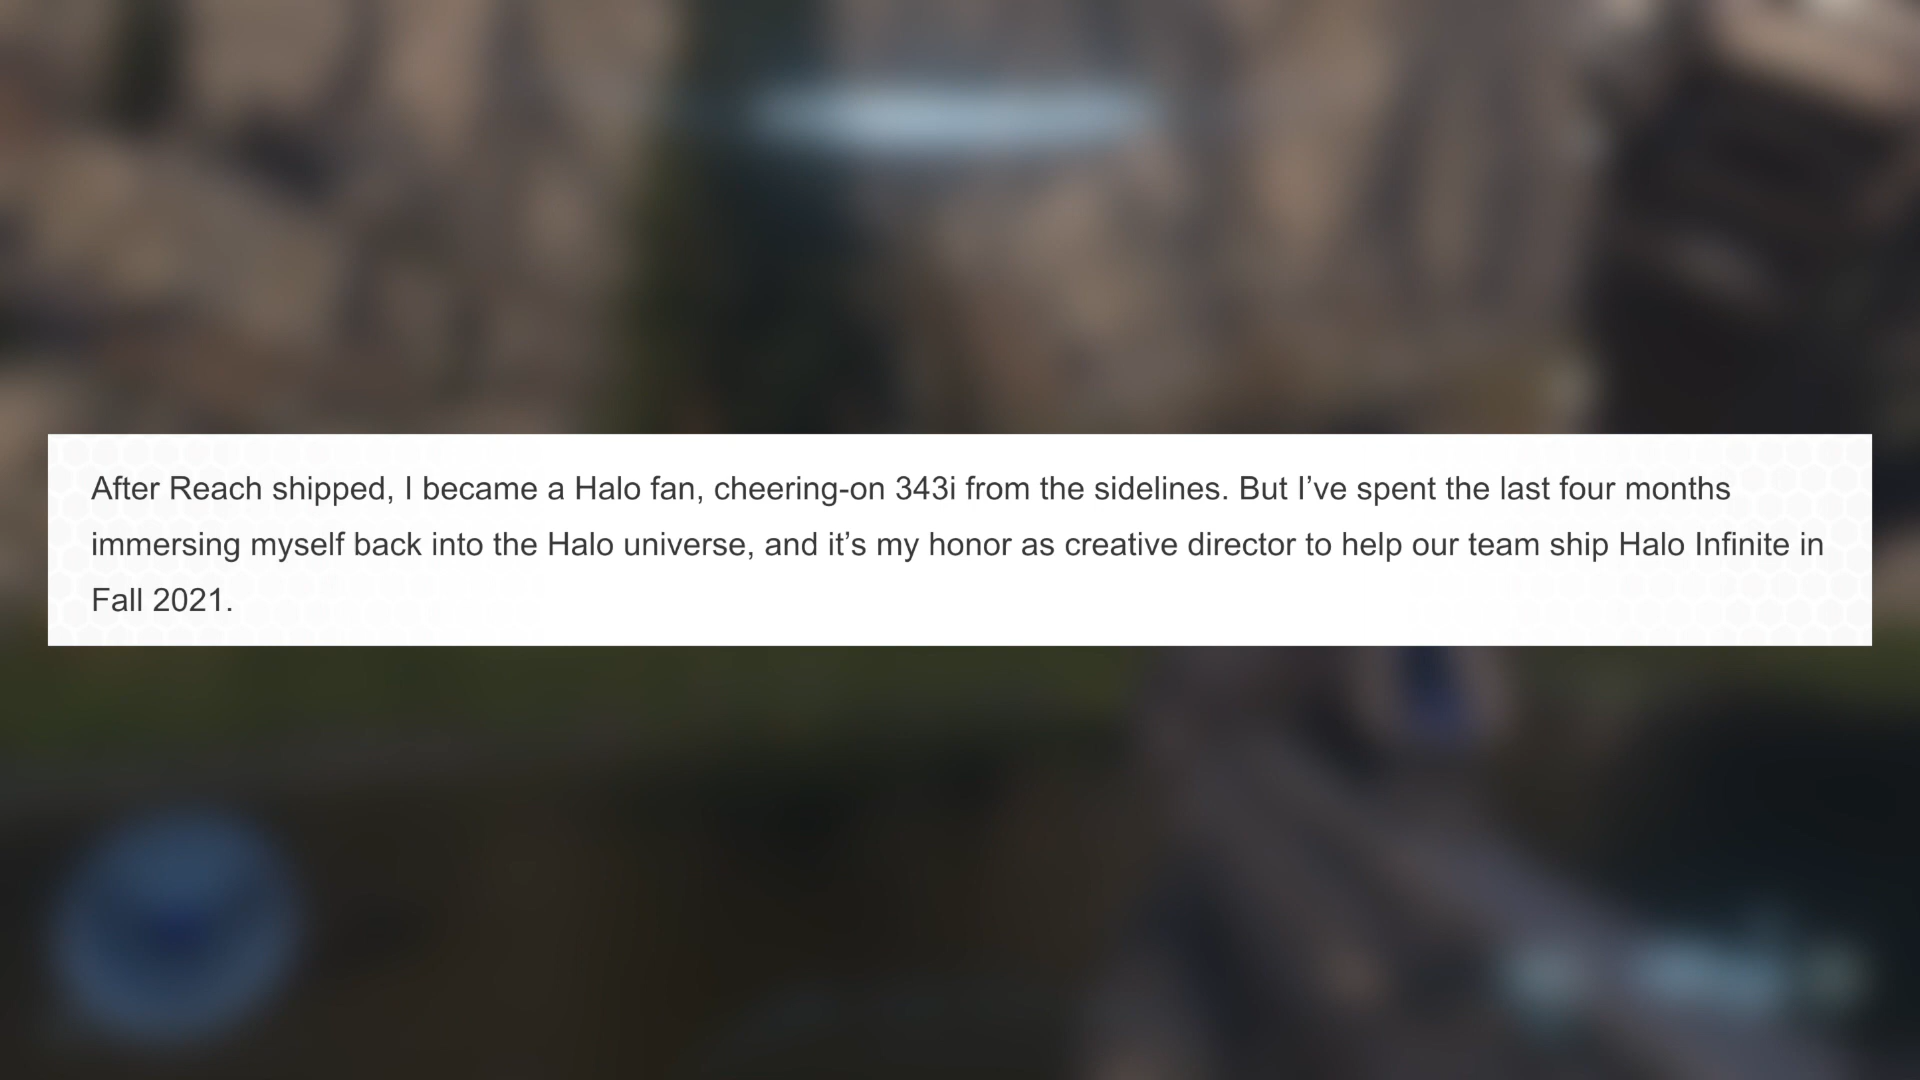 After Reach shipped, I became a Halo fan, cheering-on 343i from the sidelines. But I’ve spent the last four months
immersing myself back into the Halo universe, and it’s my honor as creative director to help our team ship Halo Infinite in
Fall 2021.